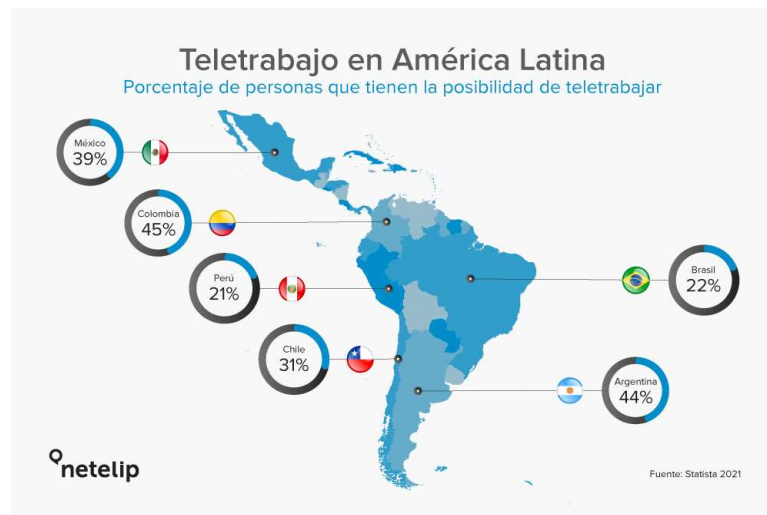 Teletrabajo en América Latina
Porcentaje de personas que tienen la posibilidad de teletrabajar
México
39%
Colombia
45%
Perú
21%
Brasil
22%
Chile
31%
Argentina
44%
netelip
Fuente: Statista 2021